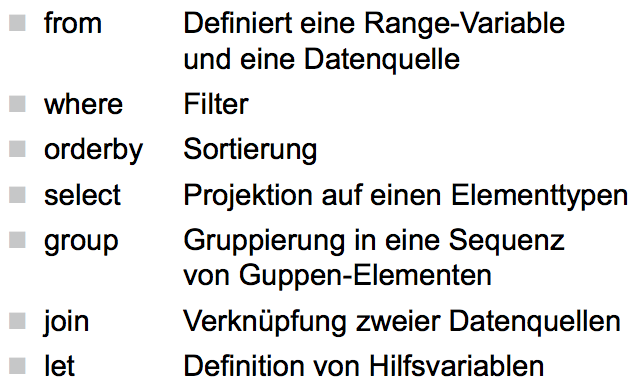 from Definiert eine Range-Variable
und eine Datenquelle
where Filter
orderby Sortierung
select Projektion auf einen Elementtypen
group Gruppierung in eine Sequenz
von Guppen-Elementen
join Verknüpfung zweier Datenquellen
let Definition von Hilfsvariablen